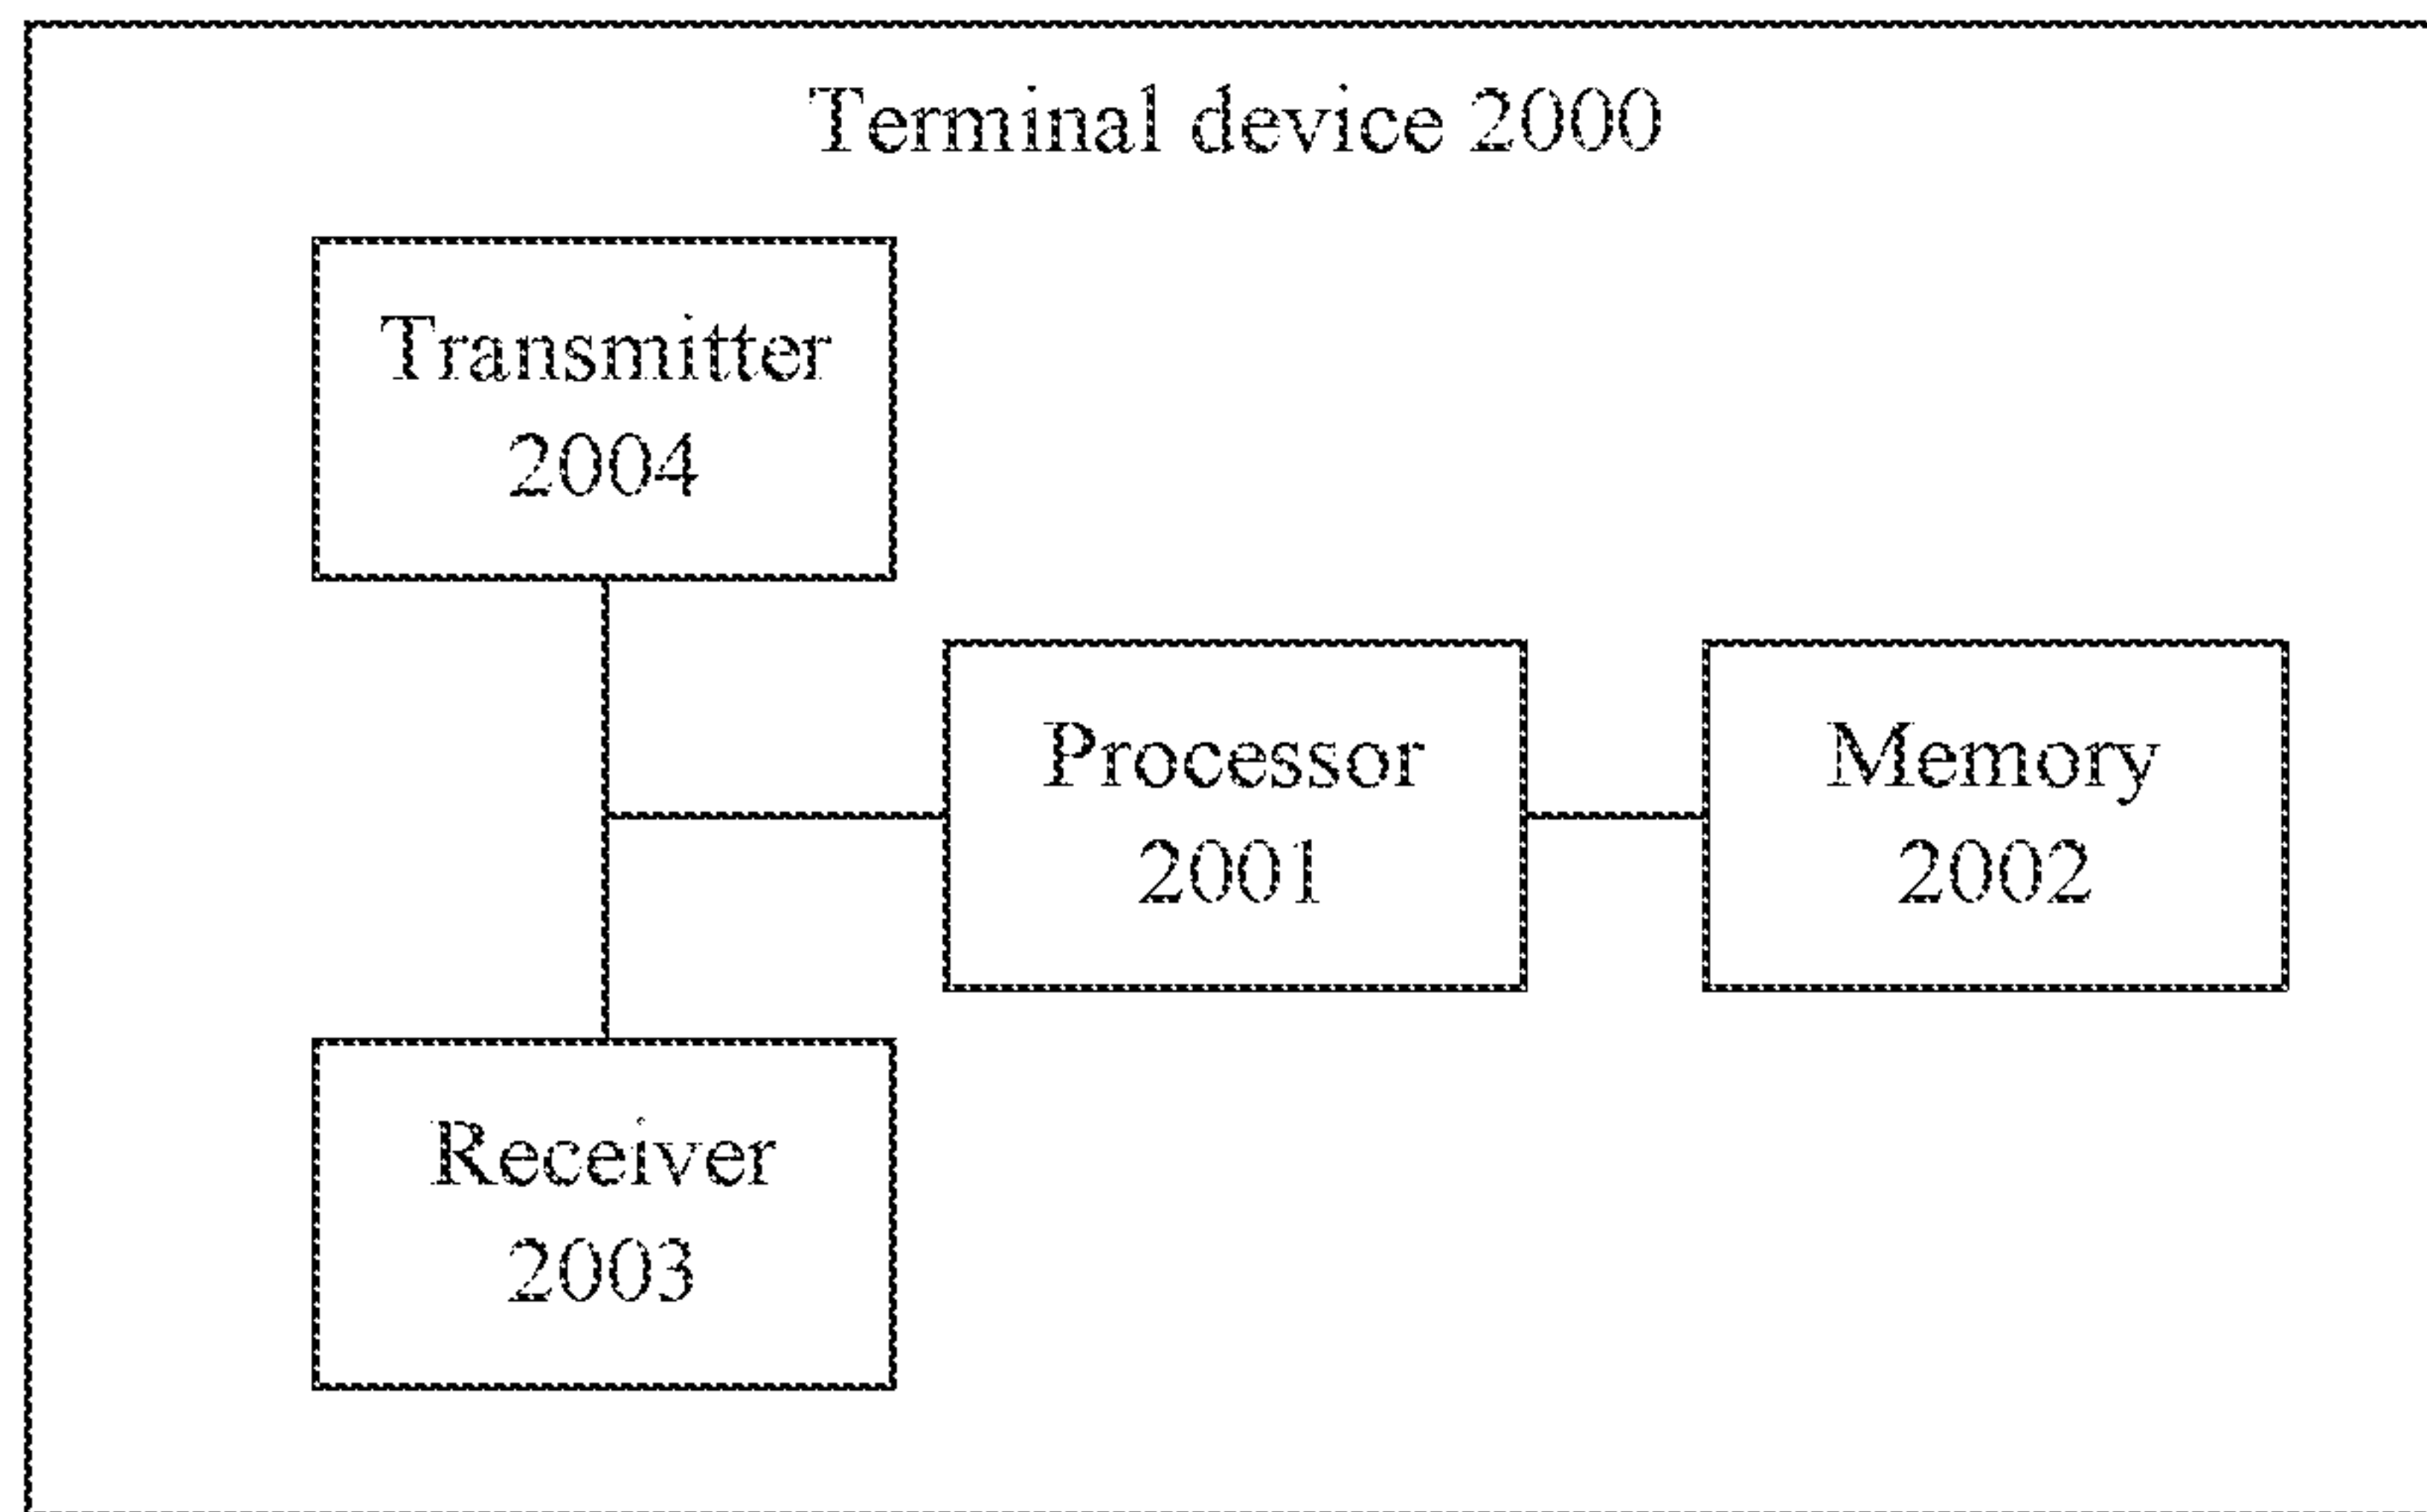 Terminal device 2000
Transmitter
2004
Processor
2001
Memory
2002
Receiver
2003